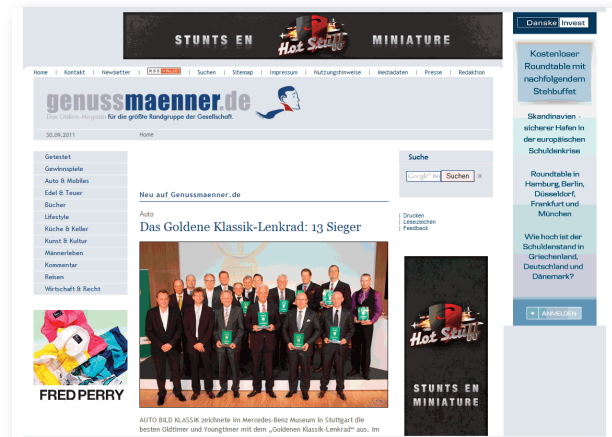 STUNTS EN Hot Stuff MINIATURE
Danske Invest
Kostenloser
Roundtable mit
nachfolgendem
Stehbuffet
Skandinavien -
sicherer Hafen in
der europäischen
Schuldenkrise
Roundtable in
Hamburg, Berlin,
Düsseldorf,
Frankfurt und
München
Wie hoch ist der
Schuldenstand in
Griechenland,
Deutschland und
Dänemark?
ANMELDEN
Home | Kontakt | Newsletter | RSS | Suchen | Sitemap | Impressum | Nutzungshinweise | Mediadaten | Presse | Redaktion
genussmaenner.de
Das Online-Magazin für die größte Randgruppe der Gesellschaft.
30.09.2011 Home
Getestet
Gewinnspiele
Auto & Mobiles
Edel & Teuer
Bücher
Lifestyle
Küche & Keller
Kunst & Kultur
Männerleben
Kommentar
Reisen
Wirtschaft & Recht
FRED PERRY
Neu auf Genussmaenner.de
Auto
Das Goldene Klassik-Lenkrad: 13 Sieger
AUTO BILD KLASSIK zeichnete im Mercedes-Benz Museum in Stuttgart die
besten Oldtimer und Youngtimer mit dem „Goldenen Klassik-Lenkrad" aus. Im
Suche
Google Suchen
Drucken
Lesezeichen
Feedback
Hot Stuff
STUNTS EN
MINIATURE